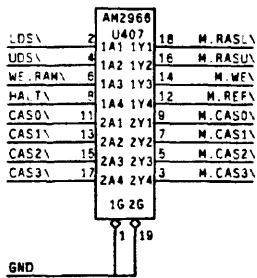 AM2966
U407
LDS\ 2 1A1 1Y1 18 M.RASL\
UDS\ 4 1A2 1Y2 16 M.RASU\
WE.RAM\ 6 1A3 1Y3 14 M.WE\
HALT\ 8 1A4 1Y4 12 M.REF\
CAS0\ 11 2A1 2Y1 9 M.CAS0\
CAS1\ 13 2A2 2Y2 7 M.CAS1\
CAS2\ 15 2A3 2Y3 5 M.CAS2\
CAS3\ 17 2A4 2Y4 3 M.CAS3\
1G 2G
1 19
GND